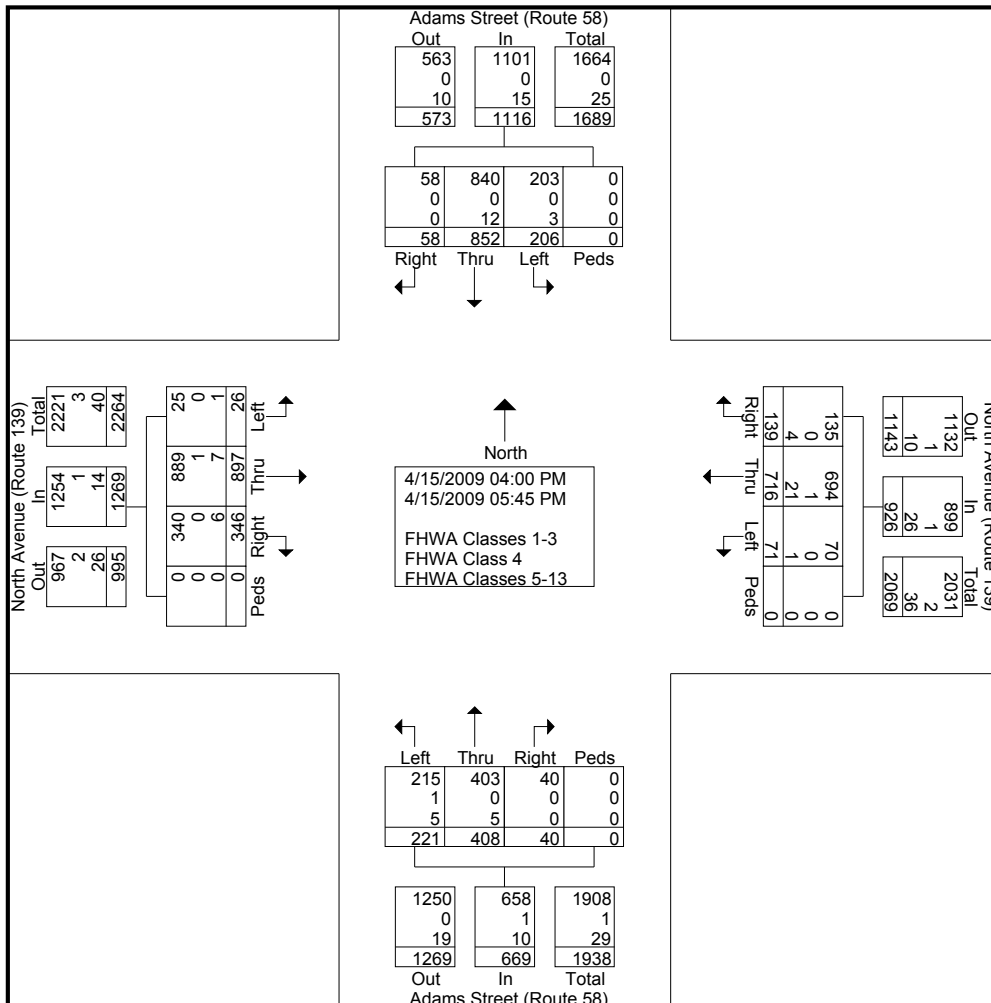 Adams Street (Route 58)
Out In Total
563 1101 1664
0 0 0
10 15 25
573 1116 1689
58 840 203 0
0 0 0 0
0 12 3 0
58 852 206 0
Right Thru Left Peds
North Avenue (Route 139)
Total In Out
2221 1254 967
3 1 2
40 14 26
2264 1269 995
25 889 340 0
0 1 0 0
1 7 6 0
26 897 346 0
Left Thru Right Peds
North
4/15/2009 04:00 PM
4/15/2009 05:45 PM
FHWA Classes 1-3
FHWA Class 4
FHWA Classes 5-13
Right Thru Left Peds
135 694 70 0
0 1 0 0
4 21 1 0
139 716 71 0
North Avenue (Route 139)
Out In Total
1132 899 2031
1 1 2
10 26 36
1143 926 2069
Left Thru Right Peds
215 403 40 0
1 0 0 0
5 5 0 0
221 408 40 0
1250 658 1908
0 1 1
19 10 29
1269 669 1938
Out In Total
Adams Street (Route 58)